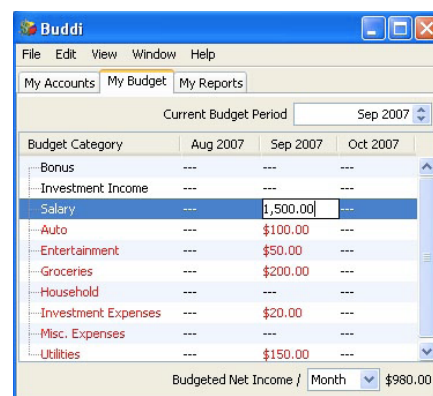 Buddi
File Edit View Window Help
My Accounts My Budget My Reports
Current Budget Period Sep 2007
Budget Category Aug 2007 Sep 2007 Oct 2007
Bonus --- --- ---
Investment Income --- --- ---
Salary --- 1,500.00 ---
Auto --- $100.00 ---
Entertainment --- $50.00 ---
Groceries --- $200.00 ---
Household --- --- ---
Investment Expenses --- $20.00 ---
Misc. Expenses --- --- ---
Utilities --- $150.00 ---
Budgeted Net Income / Month $980.00